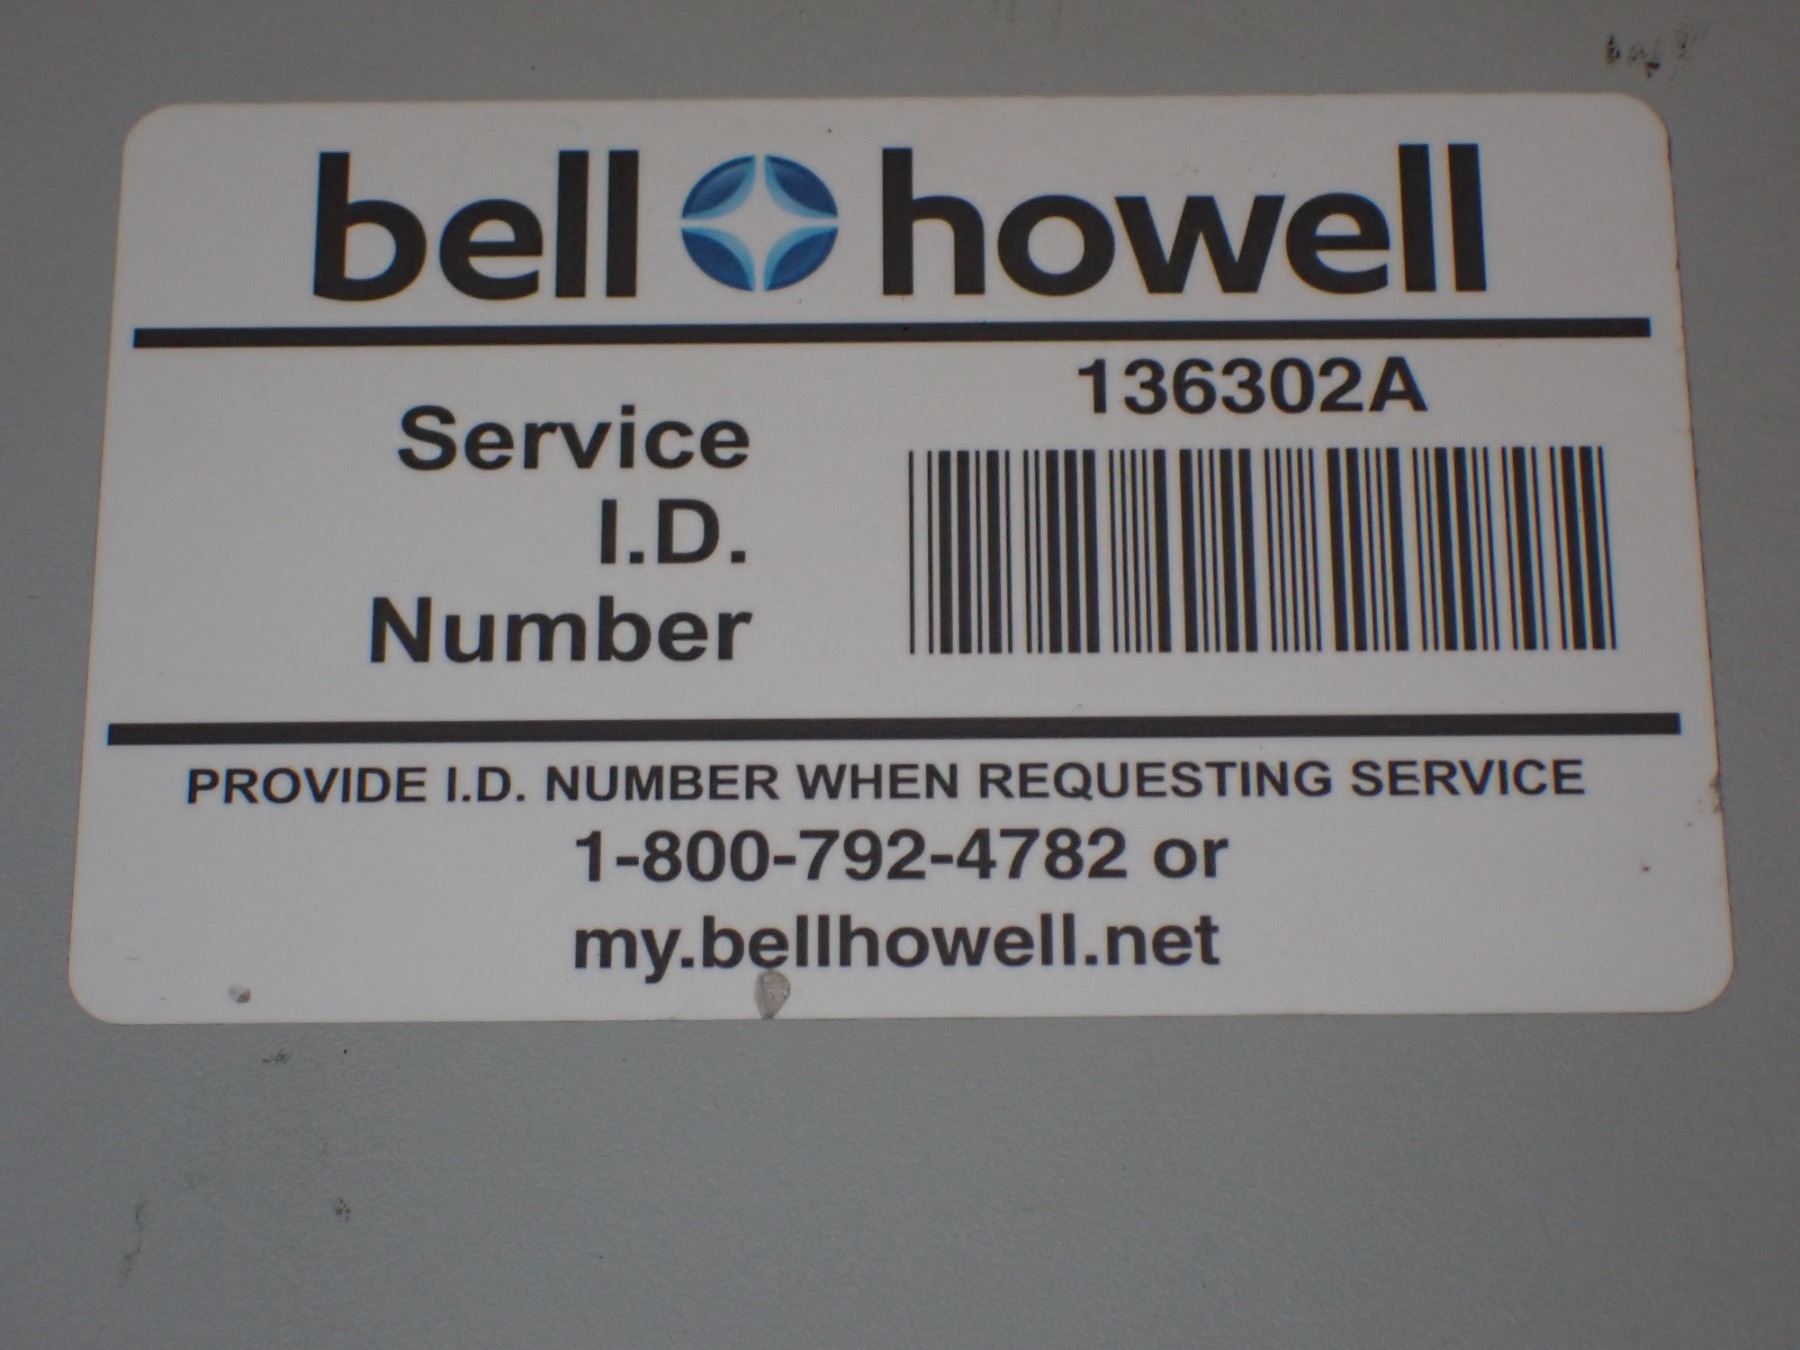 bell howell
136302A
Service
I.D.
Number
PROVIDE I.D. NUMBER WHEN REQUESTING SERVICE
1-800-792-4782 or
my.bellhowell.net